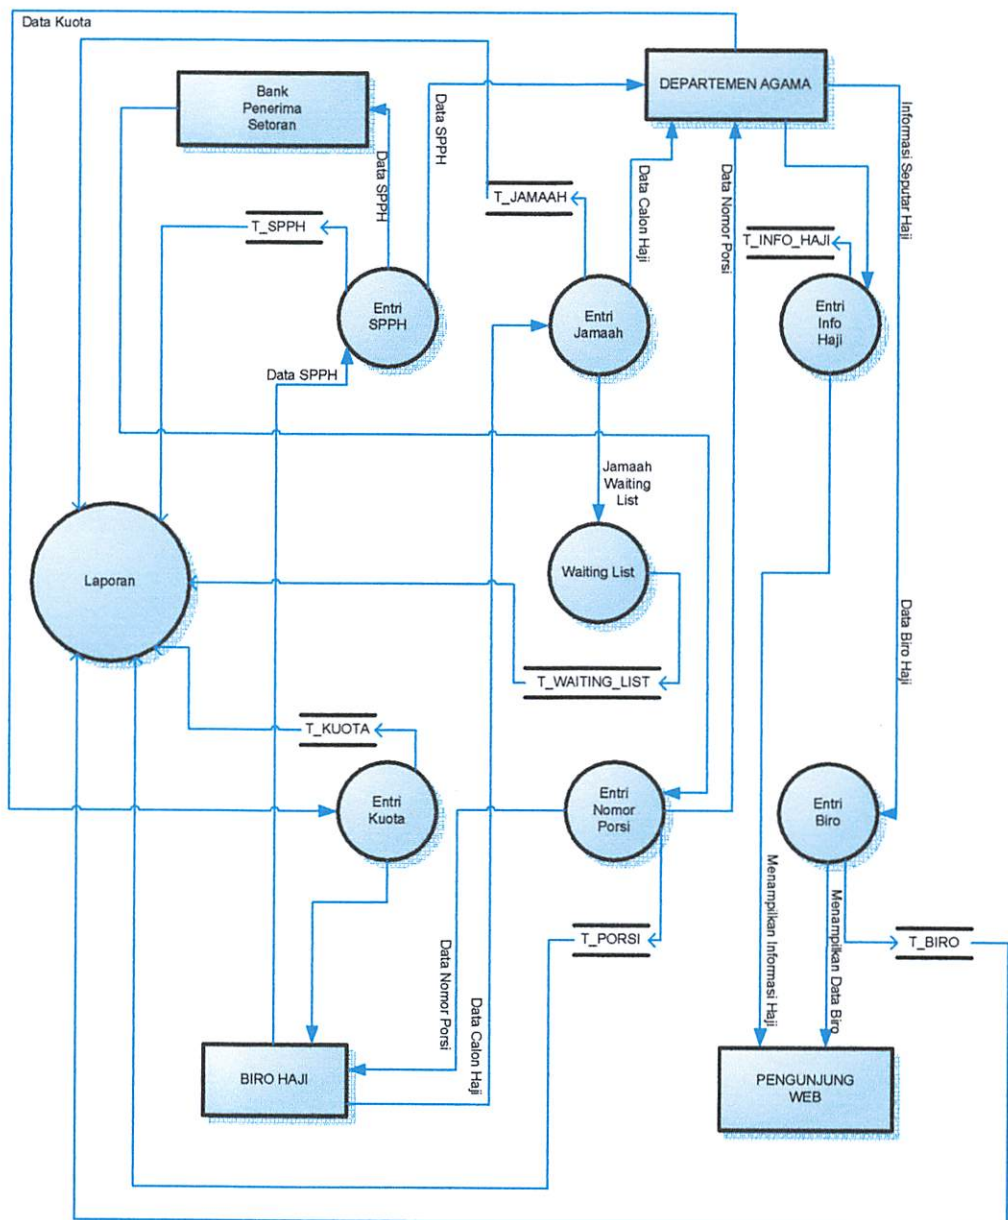 Data Kuota
Bank
Penerima
Setoran
DEPARTEMEN AGAMA
Data SPPH
Data SPPH
T_JAMAAH
Data Calon Haji
Data Nomor Porsi
Informasi Seputar Haji
T_SPPH
T_INFO_HAJI
Entri
SPPH
Entri
Jamaah
Entri
Info
Haji
Data SPPH
Jamaah
Waiting
List
Laporan
Waiting List
Data Biro Haji
T_WAITING_LIST
T_KUOTA
Entri
Kuota
Entri
Nomor
Porsi
Entri
Biro
Menampilkan Informasi Haji
Menampilkan Data Biro
T_PORSI
T_BIRO
Data Nomor Porsi
Data Calon Haji
BIRO HAJI
PENGUNJUNG
WEB